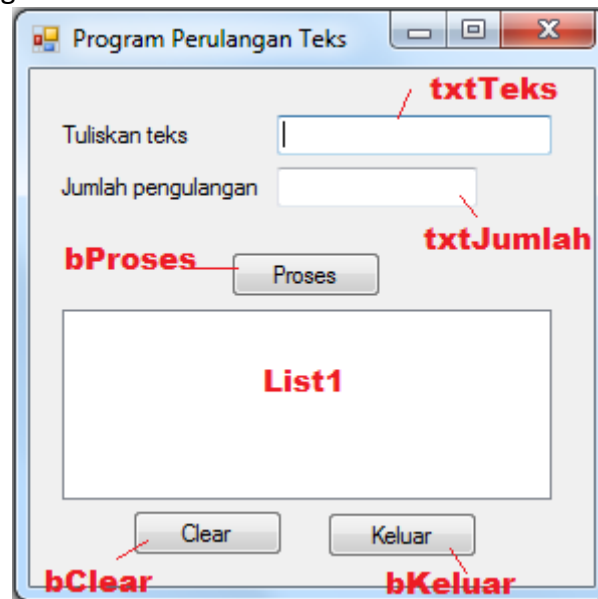 Program Perulangan Teks
txtTeks
Tuliskan teks
Jumlah pengulangan
txtJumlah
bProses
Proses
List1
Clear
Keluar
bClear
bKeluar